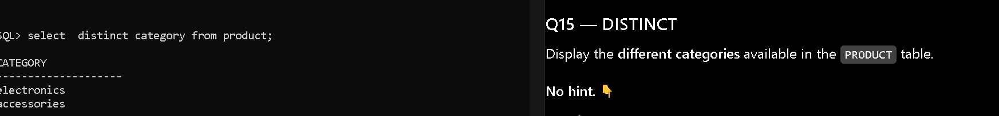 SQL> select  distinct category from product;
CATEGORY
--------------------
electronics
accessories
Q15 — DISTINCT
Display the different categories available in the PRODUCT table.
No hint. 👇